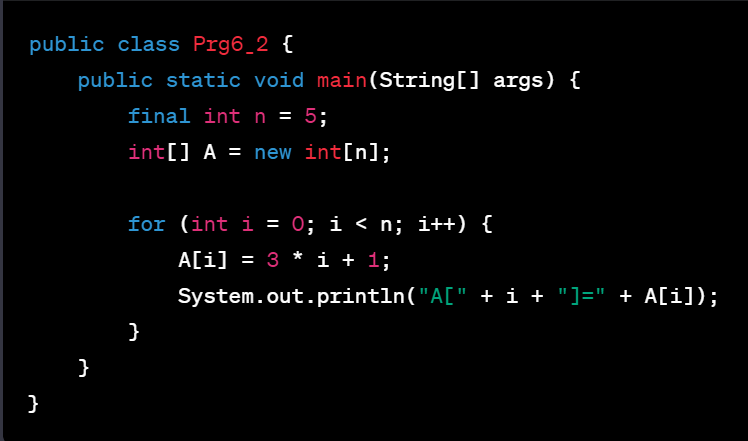 public class Prg6_2 {
    public static void main(String[] args) {
        final int n = 5;
        int[] A = new int[n];

        for (int i = 0; i < n; i++) {
            A[i] = 3 * i + 1;
            System.out.println("A[" + i + "]=" + A[i]);
        }
    }
}